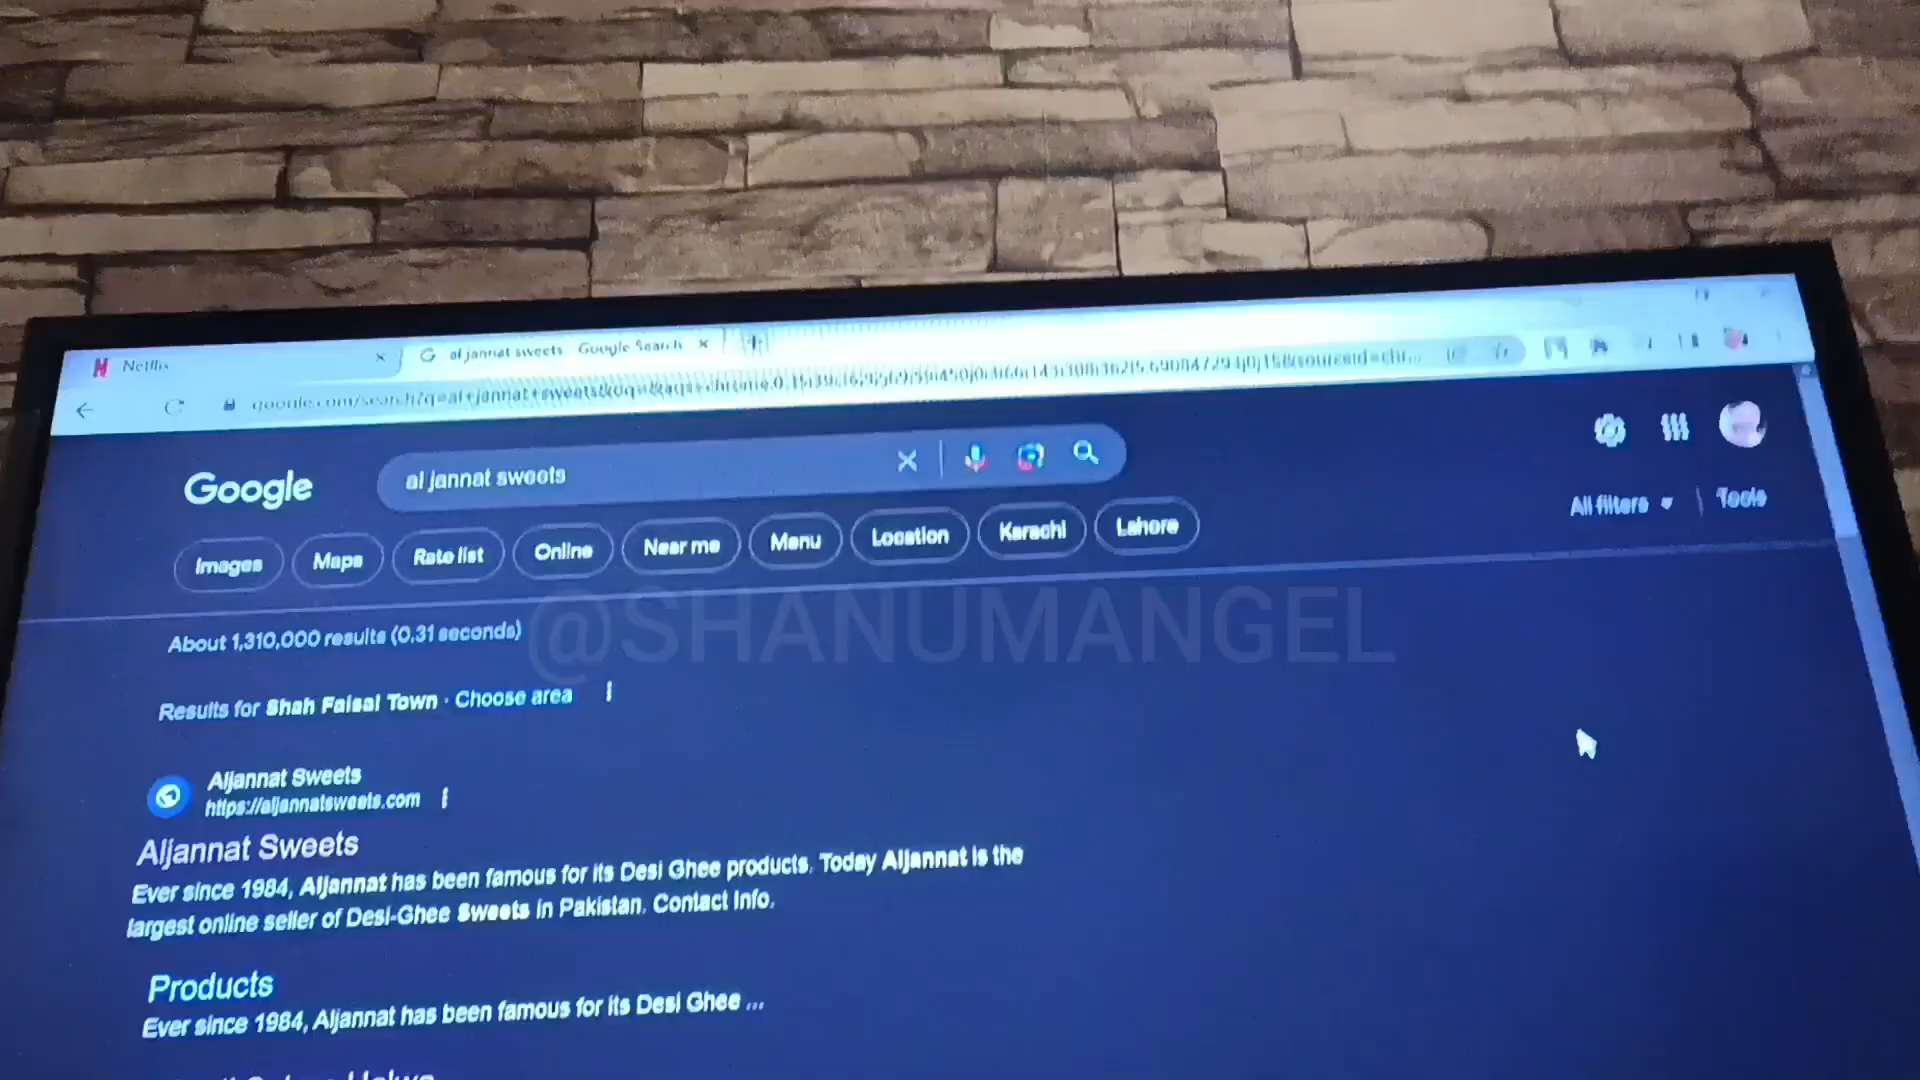 Netflix
al jannat sweets Google Search
Google
al jannat sweets
All filters
Tools
Images
Maps
Rate list
Online
Near me
Menu
Location
Karachi
Lahore
@SHANUMANGEL
About 1,310,000 results (0.31 seconds)
Results for Shah Faisal Town · Choose area
Aljannat Sweets
https://aljannatsweets.com
Aljannat Sweets
Ever since 1984, Aljannat has been famous for its Desi Ghee products. Today Aljannat is the
largest online seller of Desi-Ghee Sweets in Pakistan. Contact Info.
Products
Ever since 1984, Aljannat has been famous for its Desi Ghee ...